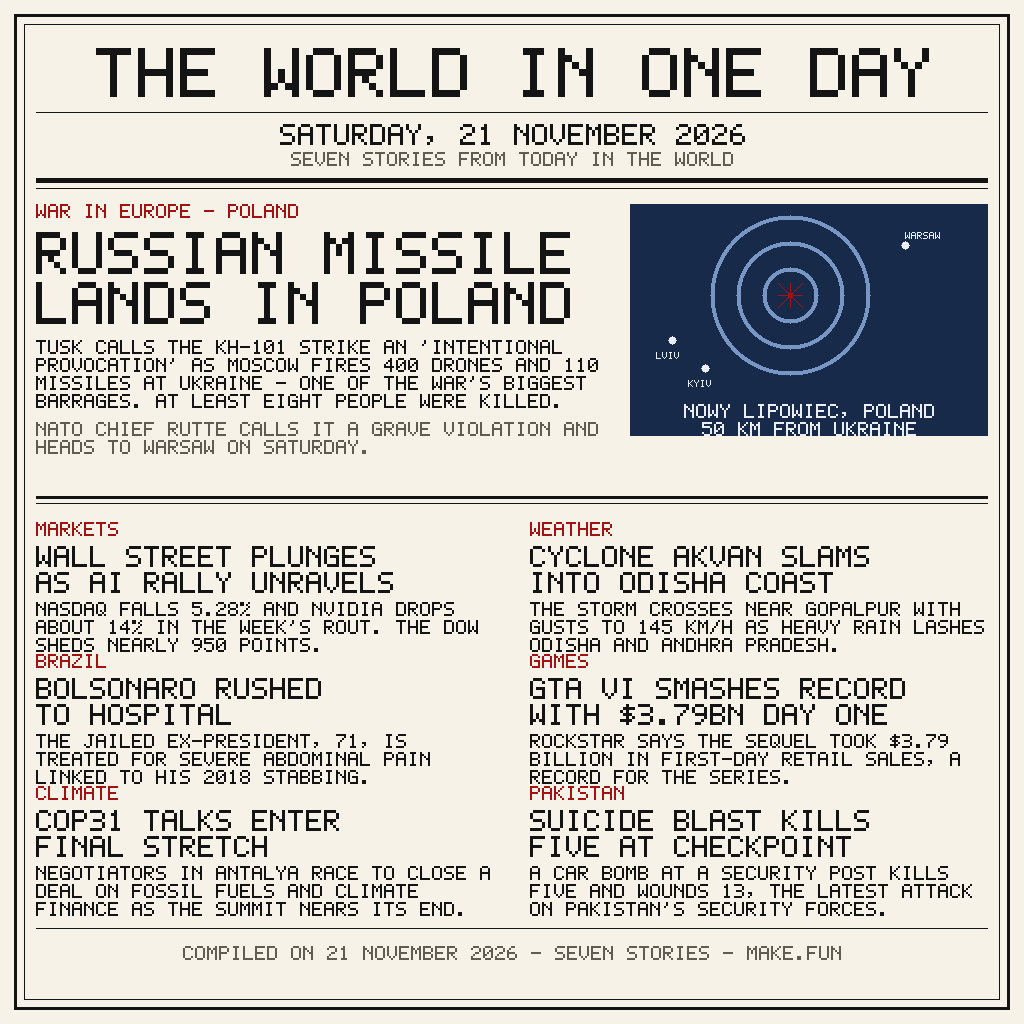 THE WORLD IN ONE DAY
SATURDAY, 21 NOVEMBER 2026
SEVEN STORIES FROM TODAY IN THE WORLD
WAR IN EUROPE - POLAND
RUSSIAN MISSILE
LANDS IN POLAND
TUSK CALLS THE KH-101 STRIKE AN 'INTENTIONAL
PROVOCATION' AS MOSCOW FIRES 400 DRONES AND 110
MISSILES AT UKRAINE - ONE OF THE WAR'S BIGGEST
BARRAGES. AT LEAST EIGHT PEOPLE WERE KILLED.
NATO CHIEF RUTTE CALLS IT A GRAVE VIOLATION AND
HEADS TO WARSAW ON SATURDAY.
WARSAW
LVIV
KYIV
NOWY LIPOWIEC, POLAND
50 KM FROM UKRAINE
MARKETS
WALL STREET PLUNGES
AS AI RALLY UNRAVELS
NASDAQ FALLS 5.28% AND NVIDIA DROPS
ABOUT 14% IN THE WEEK'S ROUT. THE DOW
SHEDS NEARLY 950 POINTS.
WEATHER
CYCLONE AKVAN SLAMS
INTO ODISHA COAST
THE STORM CROSSES NEAR GOPALPUR WITH
GUSTS TO 145 KM/H AS HEAVY RAIN LASHES
ODISHA AND ANDHRA PRADESH.
BRAZIL
BOLSONARO RUSHED
TO HOSPITAL
THE JAILED EX-PRESIDENT, 71, IS
TREATED FOR SEVERE ABDOMINAL PAIN
LINKED TO HIS 2018 STABBING.
GAMES
GTA VI SMASHES RECORD
WITH $3.79BN DAY ONE
ROCKSTAR SAYS THE SEQUEL TOOK $3.79
BILLION IN FIRST-DAY RETAIL SALES, A
RECORD FOR THE SERIES.
CLIMATE
COP31 TALKS ENTER
FINAL STRETCH
NEGOTIATORS IN ANTALYA RACE TO CLOSE A
DEAL ON FOSSIL FUELS AND CLIMATE
FINANCE AS THE SUMMIT NEARS ITS END.
PAKISTAN
SUICIDE BLAST KILLS
FIVE AT CHECKPOINT
A CAR BOMB AT A SECURITY POST KILLS
FIVE AND WOUNDS 13, THE LATEST ATTACK
ON PAKISTAN'S SECURITY FORCES.
COMPILED ON 21 NOVEMBER 2026 - SEVEN STORIES - MAKE.FUN